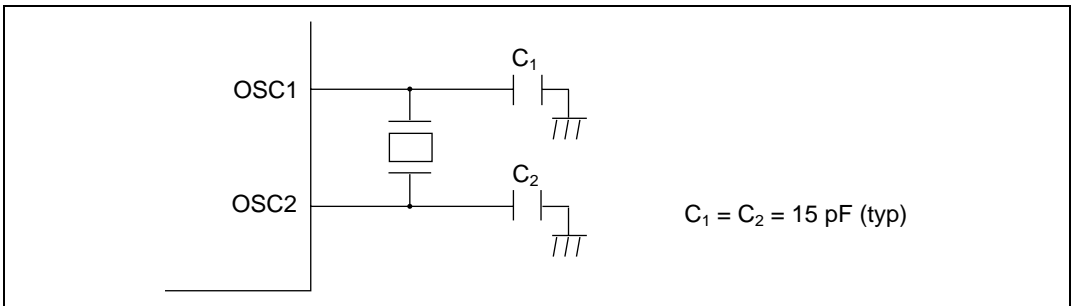 C₁
OSC1
C₂
OSC2
C₁ = C₂ = 15 pF (typ)